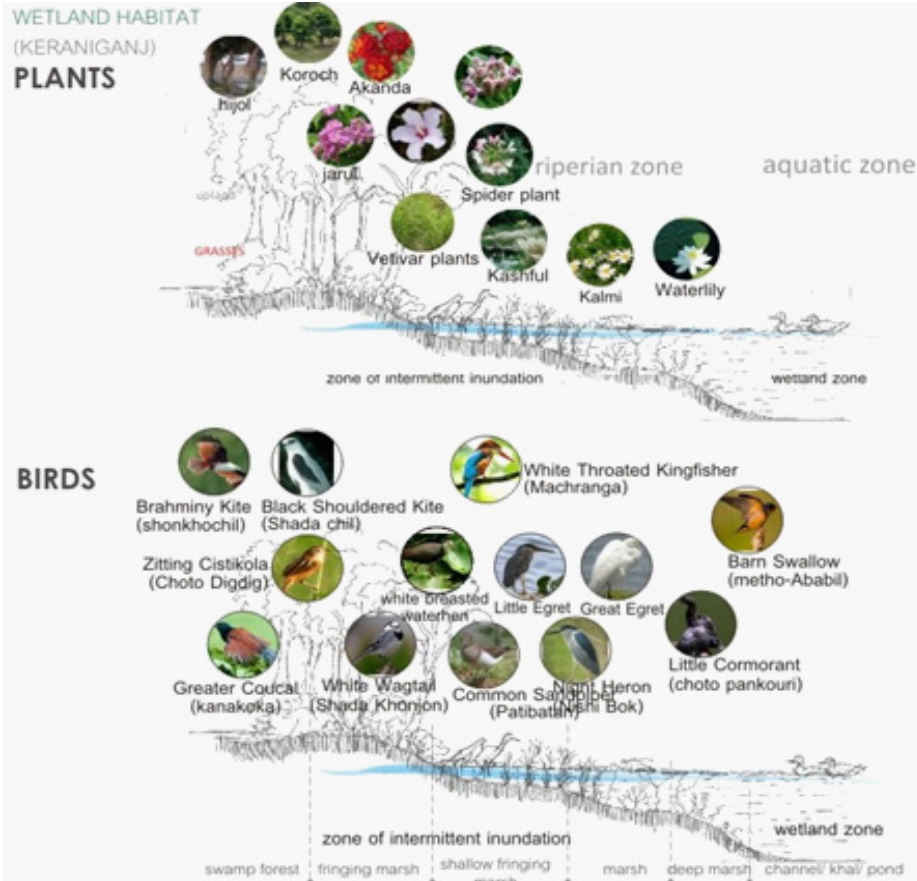 WETLAND HABITAT
(KERANIGANJ)
PLANTS
hijol
Koroch
Akanda
jarul
Spider plant
riperian zone
aquatic zone
upland
GRASSES
Vetivar plants
Kashful
Kalmi
Waterlily
zone of intermittent inundation
wetland zone
BIRDS
Brahminy Kite
(shonkhochil)
Black Shouldered Kite
(Shada chil)
White Throated Kingfisher
(Machranga)
Zitting Cistikola
(Choto Digdig)
white breasted
waterhen
Little Egret
Great Egret
Barn Swallow
(metho-Ababil)
Greater Coucal
(kanakoka)
White Wagtail
(Shada Khonjon)
Common Sandpiper
(Patibatan)
Night Heron
(Nishi Bok)
Little Cormorant
(choto pankouri)
zone of intermittent inundation
wetland zone
swamp forest
fringing marsh
shallow fringing
marsh
marsh
deep marsh
channel/ khal/ pond